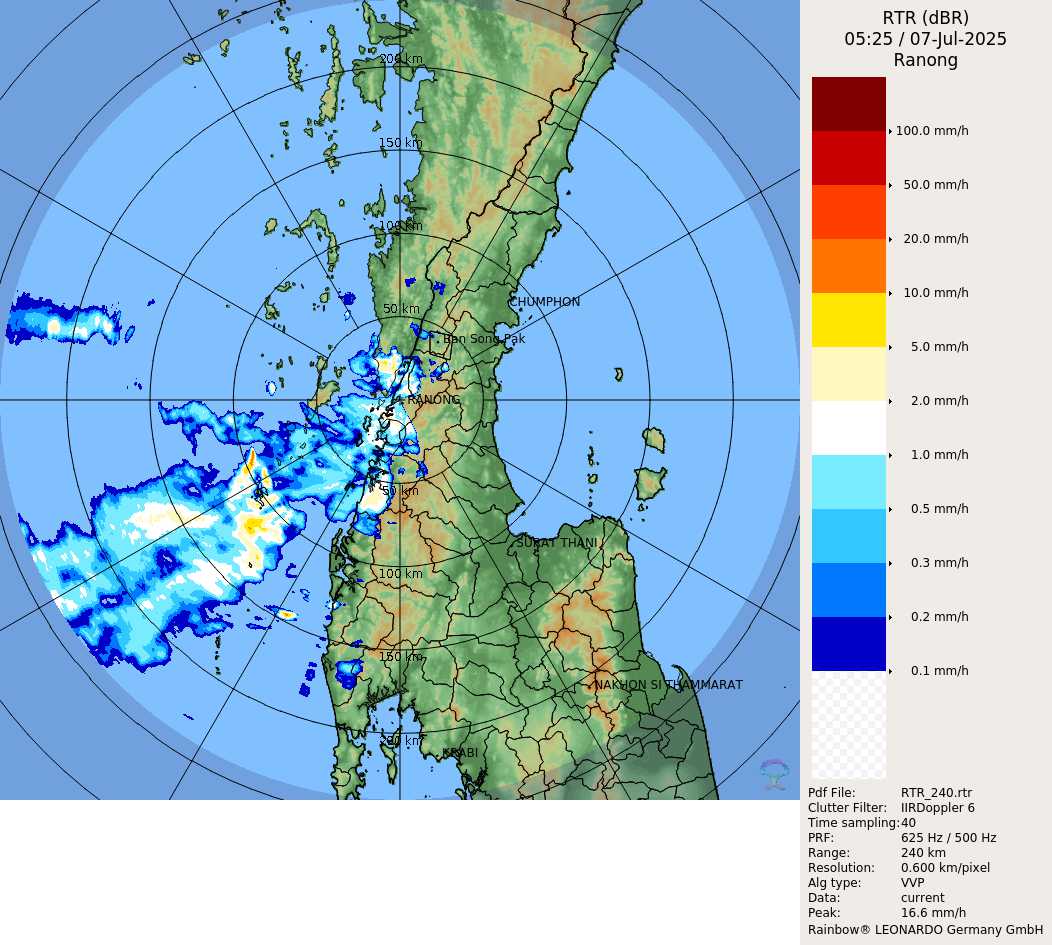 RTR (dBR)
05:25 / 07-Jul-2025
Ranong
200 km
150 km
100 km
50 km
CHUMPHON
Ban Song Pak
RANONG
50 km
SURAT THANI
100 km
150 km
NAKHON SI THAMMARAT
200 km
KRABI
100.0 mm/h
50.0 mm/h
20.0 mm/h
10.0 mm/h
5.0 mm/h
2.0 mm/h
1.0 mm/h
0.5 mm/h
0.3 mm/h
0.2 mm/h
0.1 mm/h
Pdf File: RTR_240.rtr
Clutter Filter: IIRDoppler 6
Time sampling: 40
PRF: 625 Hz / 500 Hz
Range: 240 km
Resolution: 0.600 km/pixel
Alg type: VVP
Data: current
Peak: 16.6 mm/h
Rainbow® LEONARDO Germany GmbH